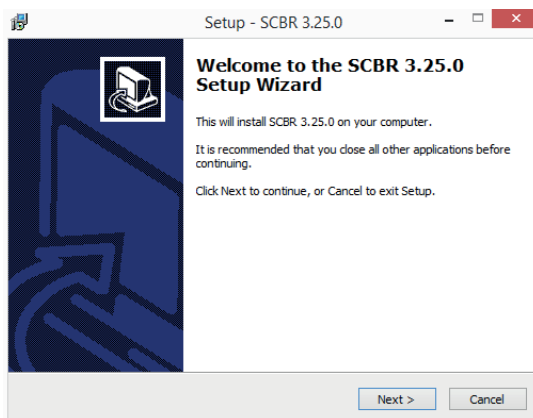 Setup - SCBR 3.25.0
Welcome to the SCBR 3.25.0
Setup Wizard
This will install SCBR 3.25.0 on your computer.
It is recommended that you close all other applications before
continuing.
Click Next to continue, or Cancel to exit Setup.
Next >
Cancel